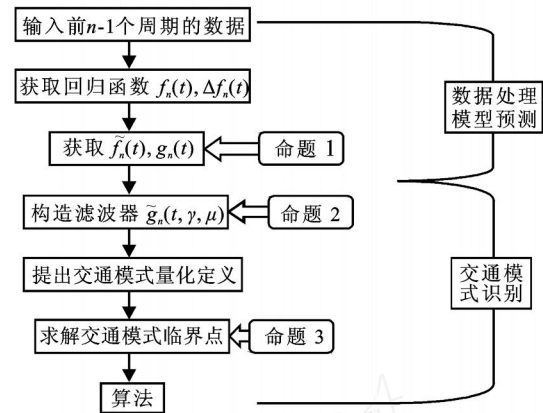 输入前n-1个周期的数据
获取回归函数 fₙ(t), Δfₙ(t)
获取 f̃ₙ(t), gₙ(t)
命题 1
构造滤波器 g̃ₙ(t, γ, μ)
命题 2
提出交通模式量化定义
求解交通模式临界点
命题 3
算法
数据处理
模型预测
交通模
式识别